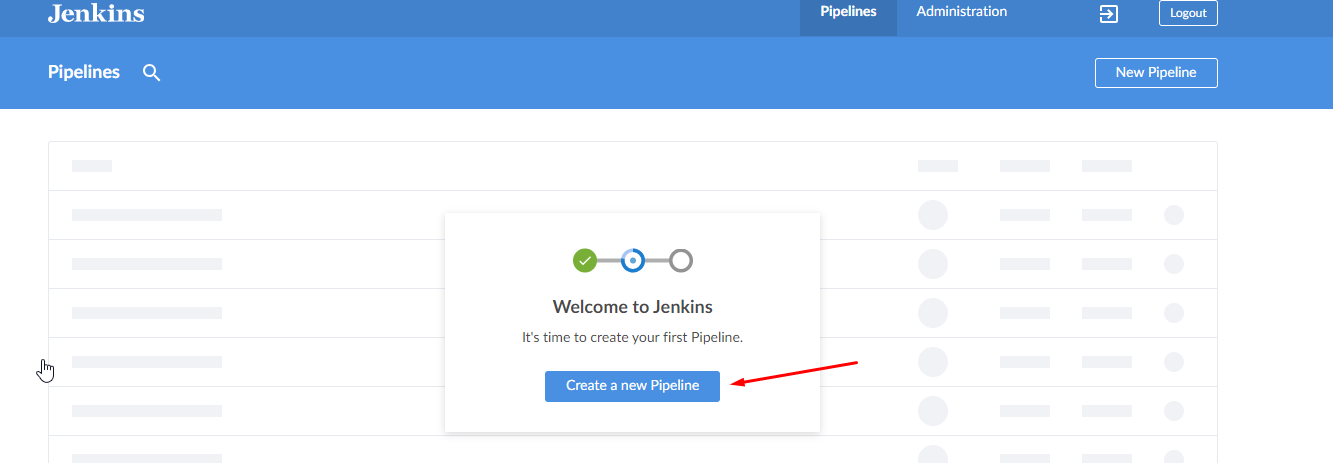 Jenkins
Pipelines
Administration
Logout
Pipelines
New Pipeline
Welcome to Jenkins
It's time to create your first Pipeline.
Create a new Pipeline